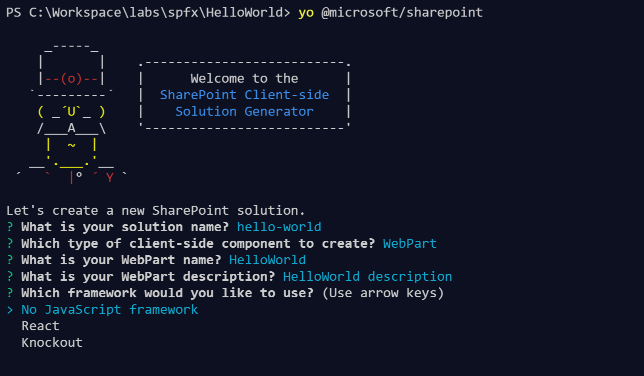 PS C:\Workspace\labs\spfx\HelloWorld> yo @microsoft/sharepoint
     _-----_
    |       |    .--------------------------.
    |--(o)--|    |      Welcome to the      |
   `---------´   |  SharePoint Client-side  |
    ( _´U`_ )    |    Solution Generator    |
    /___A___\    '--------------------------'
     |  ~  |
   __'.___.'__
 ´   `  |° ´ Y `
Let's create a new SharePoint solution.
? What is your solution name? hello-world
? Which type of client-side component to create? WebPart
? What is your WebPart name? HelloWorld
? What is your WebPart description? HelloWorld description
? Which framework would you like to use? (Use arrow keys)
> No JavaScript framework
  React
  Knockout